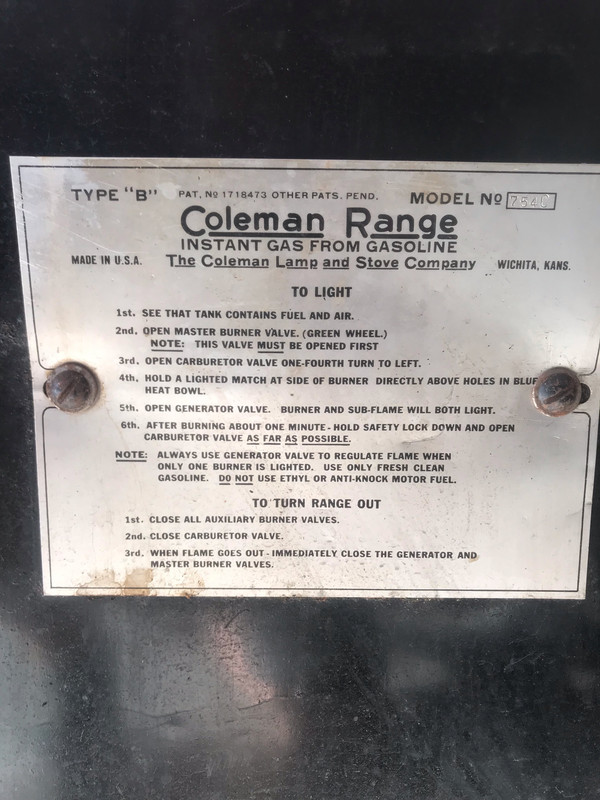 TYPE "B" PAT. Nº 1718473 OTHER PATS. PEND. MODEL Nº
Coleman Range
INSTANT GAS FROM GASOLINE
MADE IN U.S.A. The Coleman Lamp and Stove Company WICHITA, KANS.
TO LIGHT
1st. SEE THAT TANK CONTAINS FUEL AND AIR.
2nd. OPEN MASTER BURNER VALVE. (GREEN WHEEL.)
NOTE: THIS VALVE MUST BE OPENED FIRST
3rd. OPEN CARBURETOR VALVE ONE-FOURTH TURN TO LEFT.
4th. HOLD A LIGHTED MATCH AT SIDE OF BURNER DIRECTLY ABOVE HOLES IN
HEAT BOWL.
5th. OPEN GENERATOR VALVE. BURNER AND SUB-FLAME WILL BOTH LIGHT.
6th. AFTER BURNING ABOUT ONE MINUTE - HOLD SAFETY LOCK DOWN AND OPEN
CARBURETOR VALVE AS FAR AS POSSIBLE.
NOTE: ALWAYS USE GENERATOR VALVE TO REGULATE FLAME WHEN
ONLY ONE BURNER IS LIGHTED. USE ONLY FRESH CLEAN
GASOLINE. DO NOT USE ETHYL OR ANTI-KNOCK MOTOR FUEL.
TO TURN RANGE OUT
1st. CLOSE ALL AUXILIARY BURNER VALVES.
2nd. CLOSE CARBURETOR VALVE.
3rd. WHEN FLAME GOES OUT - IMMEDIATELY CLOSE THE GENERATOR AND
MASTER BURNER VALVES.